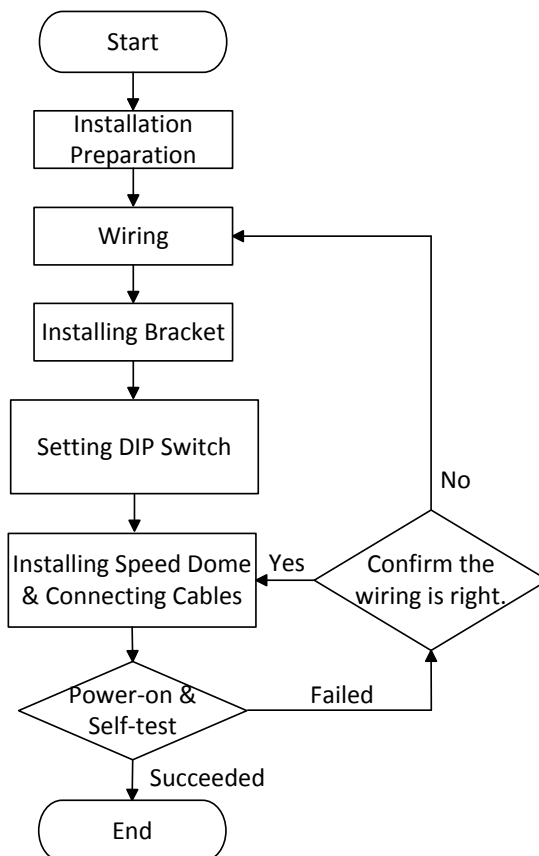 Start
Installation
Preparation
Wiring
Installing Bracket
Setting DIP Switch
No
Installing Speed Dome
& Connecting Cables
Yes
Confirm the
wiring is right.
Power-on &
Self-test
Failed
Succeeded
End